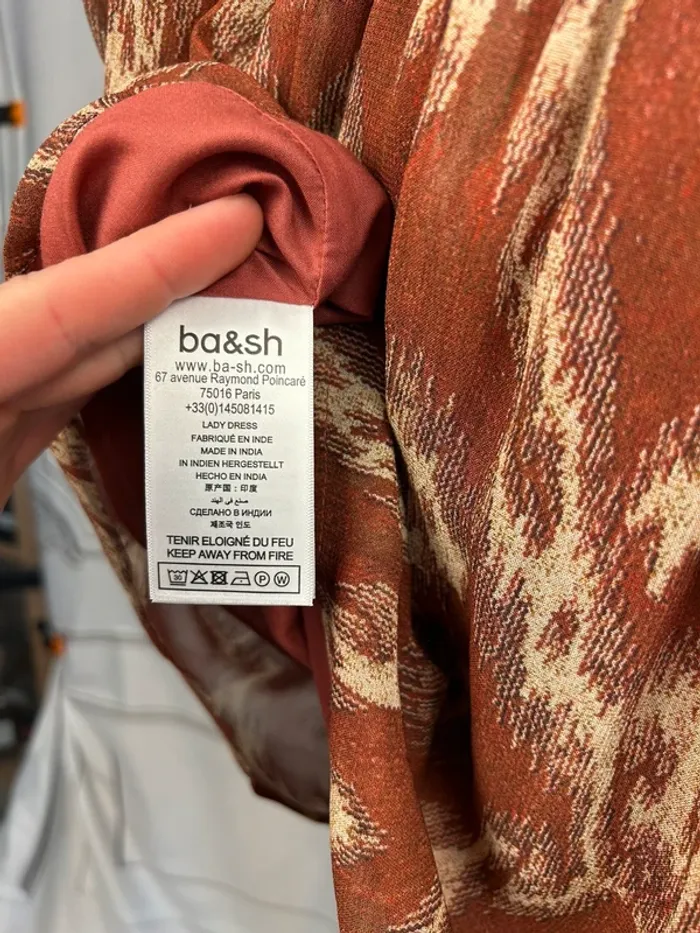 ba&sh
www.ba-sh.com
67 avenue Raymond Poincaré
75016 Paris
+33(0)145081415
LADY DRESS
FABRIQUÉ EN INDE
MADE IN INDIA
IN INDIEN HERGESTELLT
HECHO EN INDIA
原产国：印度
صنع في الهند
СДЕЛАНО В ИНДИИ
제조국 인도
TENIR ELOIGNÉ DU FEU
KEEP AWAY FROM FIRE
30 P W